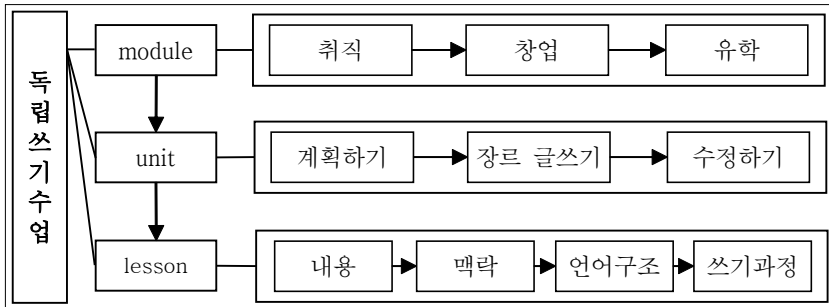 독립쓰기수업
module 취직 창업 유학
unit 계획하기 장르 글쓰기 수정하기
lesson 내용 맥락 언어구조 쓰기과정